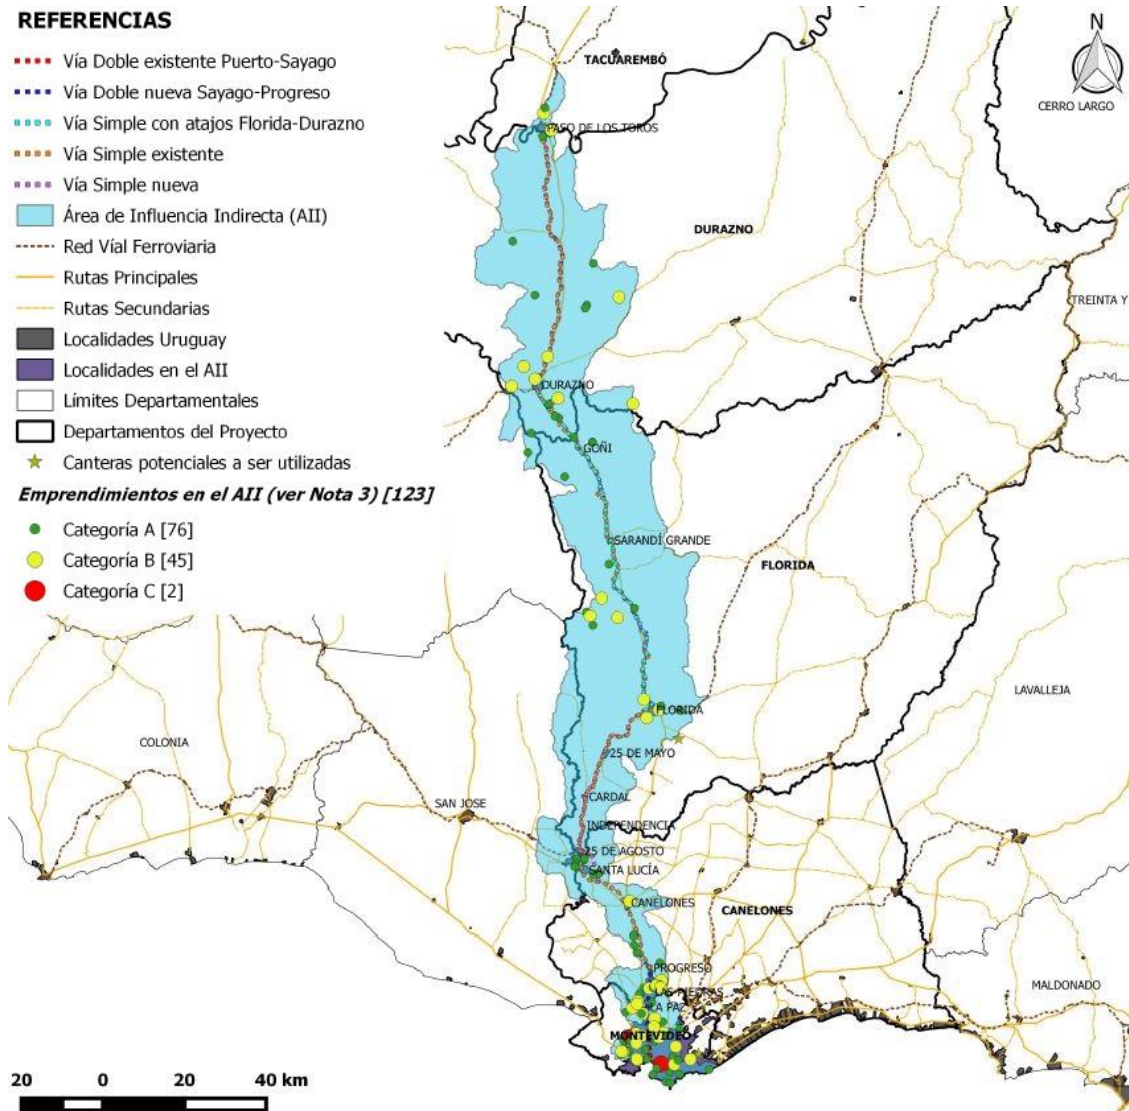 REFERENCIAS
Vía Doble existente Puerto-Sayago
Vía Doble nueva Sayago-Progreso
Vía Simple con atajos Florida-Durazno
Vía Simple existente
Vía Simple nueva
Área de Influencia Indirecta (AII)
Red Víal Ferroviaria
Rutas Principales
Rutas Secundarias
Localidades Uruguay
Localidades en el AII
Límites Departamentales
Departamentos del Proyecto
Canteras potenciales a ser utilizadas
Emprendimientos en el AII (ver Nota 3) [123]
Categoría A [76]
Categoría B [45]
Categoría C [2]
N
TACUAREMBÓ
CERRO LARGO
PASO DE LOS TOROS
DURAZNO
TREINTA Y
DURAZNO
GOÑI
SARANDÍ GRANDE
FLORIDA
LAVALLEJA
FLORIDA
COLONIA
25 DE MAYO
CARDAL
SAN JOSE
INDEPENDENCIA
25 DE AGOSTO
SANTA LUCÍA
CANELONES
CANELONES
PROGRESO
MALDONADO
LAS PIEDRAS
LA PAZ
MONTEVIDEO
20 0 20 40 km